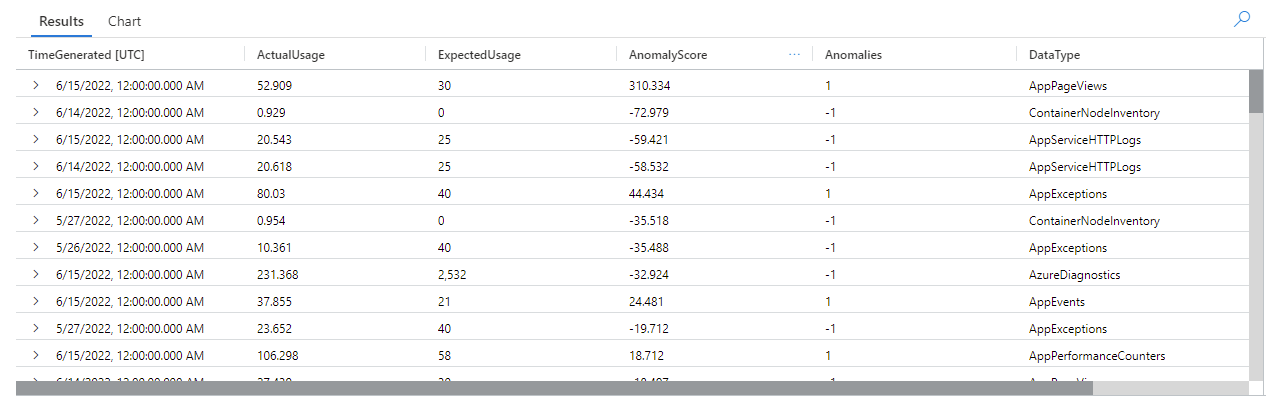 Results Chart
TimeGenerated [UTC] ActualUsage ExpectedUsage AnomalyScore ... Anomalies DataType
6/15/2022, 12:00:00.000 AM 52.909 30 310.334 1 AppPageViews
6/14/2022, 12:00:00.000 AM 0.929 0 -72.979 -1 ContainerNodeInventory
6/15/2022, 12:00:00.000 AM 20.543 25 -59.421 -1 AppServiceHTTPLogs
6/14/2022, 12:00:00.000 AM 20.618 25 -58.532 -1 AppServiceHTTPLogs
6/15/2022, 12:00:00.000 AM 80.03 40 44.434 1 AppExceptions
5/27/2022, 12:00:00.000 AM 0.954 0 -35.518 -1 ContainerNodeInventory
5/26/2022, 12:00:00.000 AM 10.361 40 -35.488 -1 AppExceptions
6/15/2022, 12:00:00.000 AM 231.368 2,532 -32.924 -1 AzureDiagnostics
6/15/2022, 12:00:00.000 AM 37.855 21 24.481 1 AppEvents
5/27/2022, 12:00:00.000 AM 23.652 40 -19.712 -1 AppExceptions
6/15/2022, 12:00:00.000 AM 106.298 58 18.712 1 AppPerformanceCounters